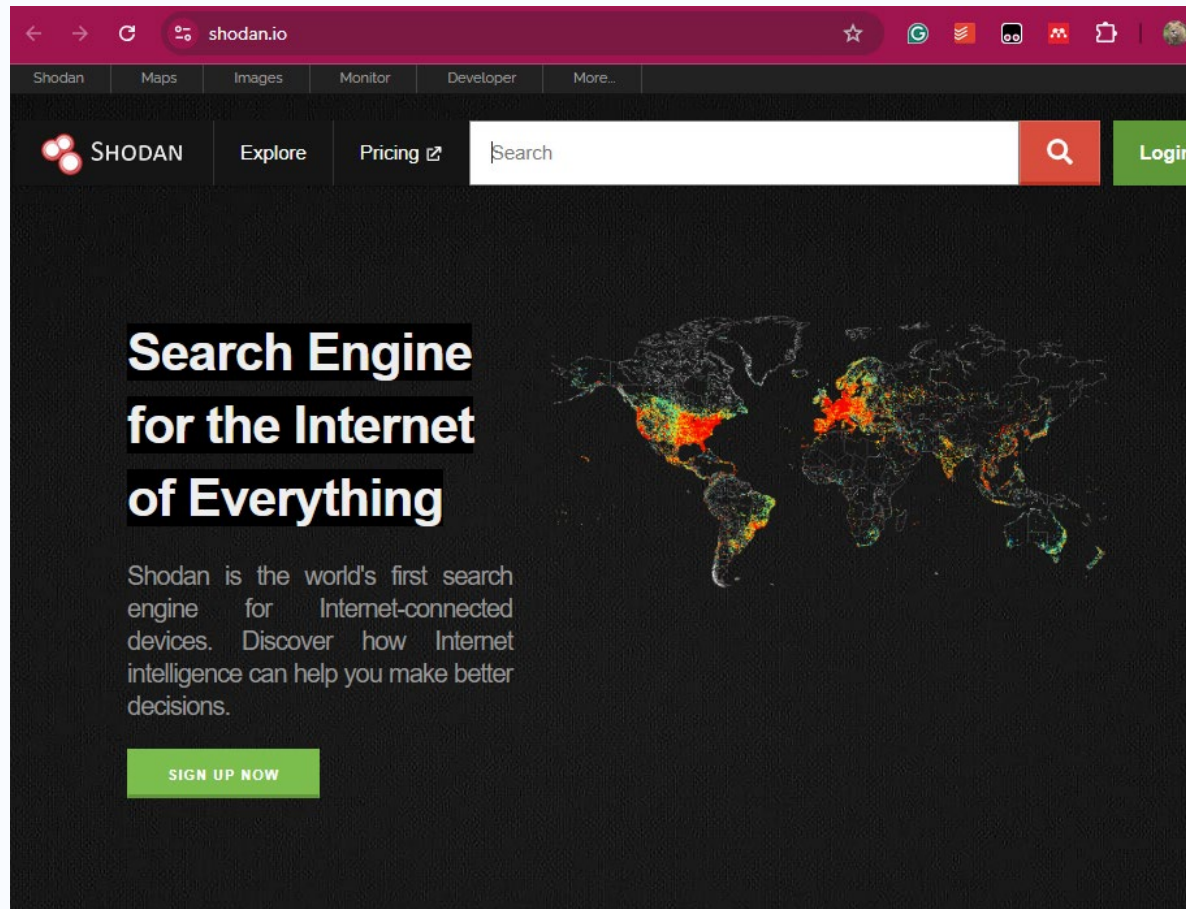 shodan.io
Shodan Maps Images Monitor Developer More...
SHODAN Explore Pricing Search Login
Search Engine
for the Internet
of Everything
Shodan is the world's first search
engine for Internet-connected
devices. Discover how Internet
intelligence can help you make better
decisions.
SIGN UP NOW